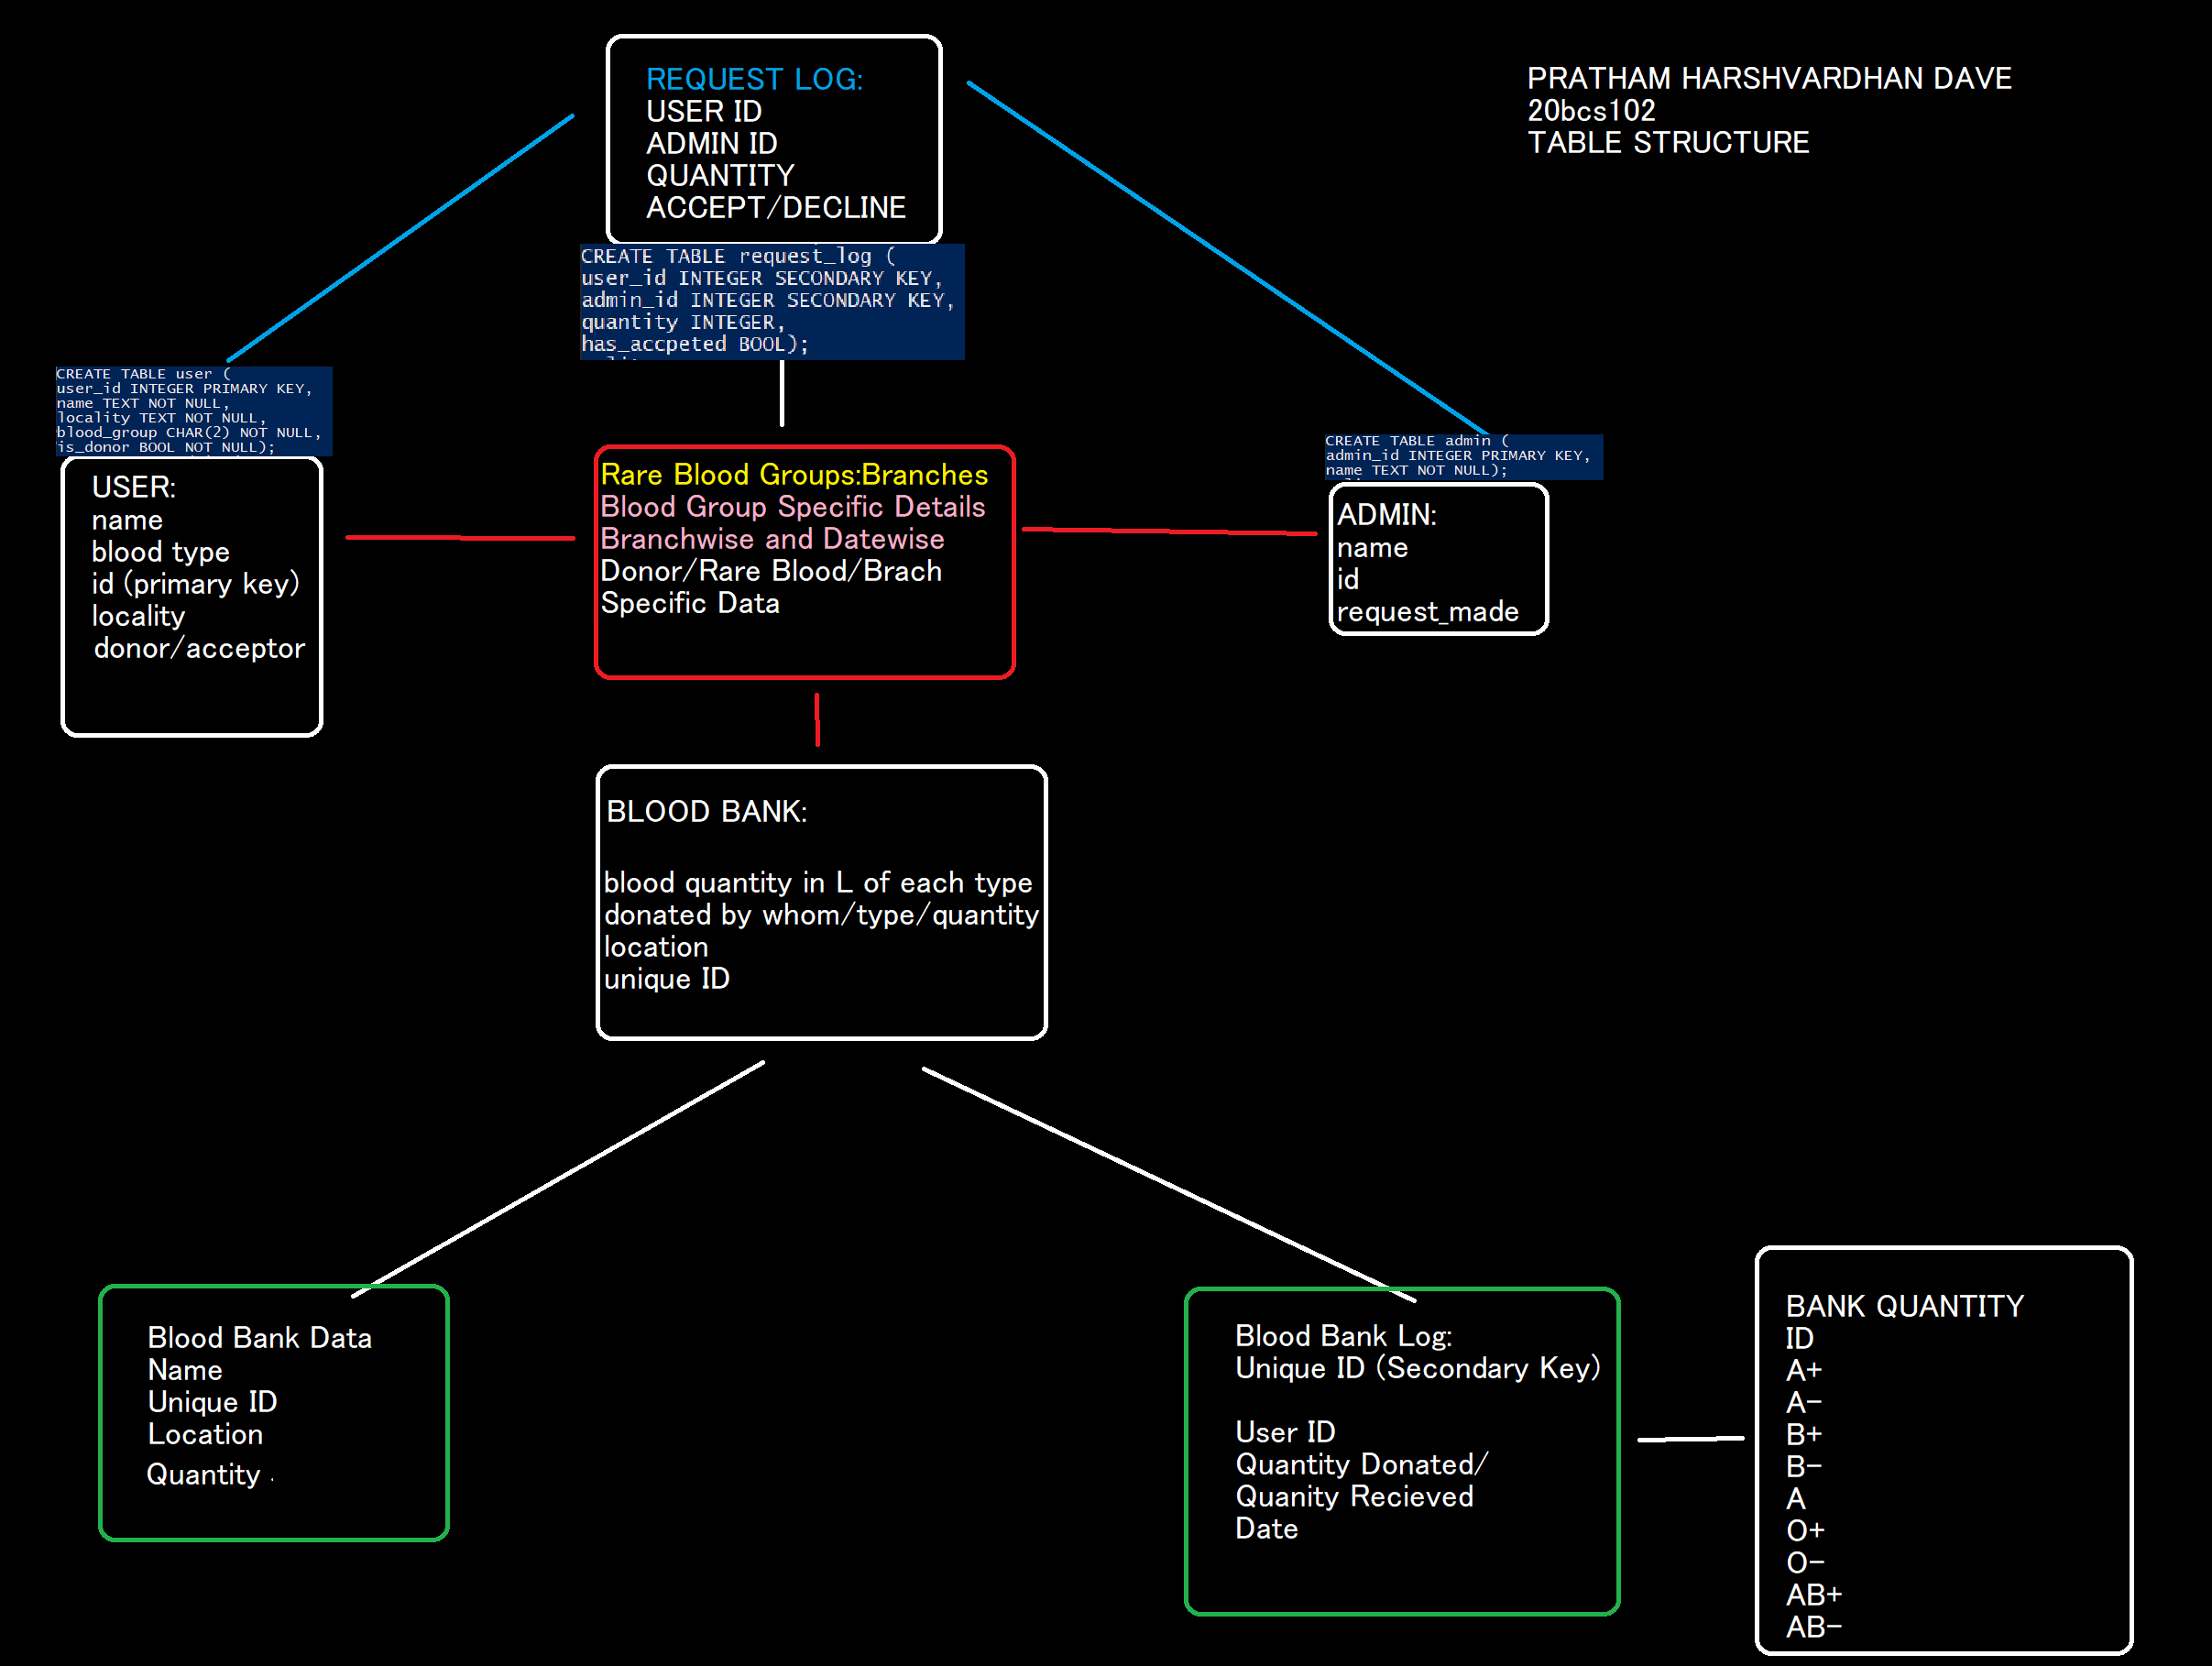 REQUEST LOG:
USER ID
ADMIN ID
QUANTITY
ACCEPT/DECLINE
PRATHAM HARSHVARDHAN DAVE
20bcs102
TABLE STRUCTURE
CREATE TABLE request_log (
user_id INTEGER SECONDARY KEY,
admin_id INTEGER SECONDARY KEY,
quantity INTEGER,
has_accpeted BOOL);
CREATE TABLE user (
user_id INTEGER PRIMARY KEY,
name TEXT NOT NULL,
locality TEXT NOT NULL,
blood_group CHAR(2) NOT NULL,
is_donor BOOL NOT NULL);
USER:
name
blood type
id (primary key)
locality
donor/acceptor
Rare Blood Groups:Branches
Blood Group Specific Details
Branchwise and Datewise
Donor/Rare Blood/Brach
Specific Data
CREATE TABLE admin (
admin_id INTEGER PRIMARY KEY,
name TEXT NOT NULL);
ADMIN:
name
id
request_made
BLOOD BANK:
blood quantity in L of each type
donated by whom/type/quantity
location
unique ID
Blood Bank Data
Name
Unique ID
Location
Quantity
Blood Bank Log:
Unique ID (Secondary Key)
User ID
Quantity Donated/
Quanity Recieved
Date
BANK QUANTITY
ID
A+
A-
B+
B-
A
O+
O-
AB+
AB-